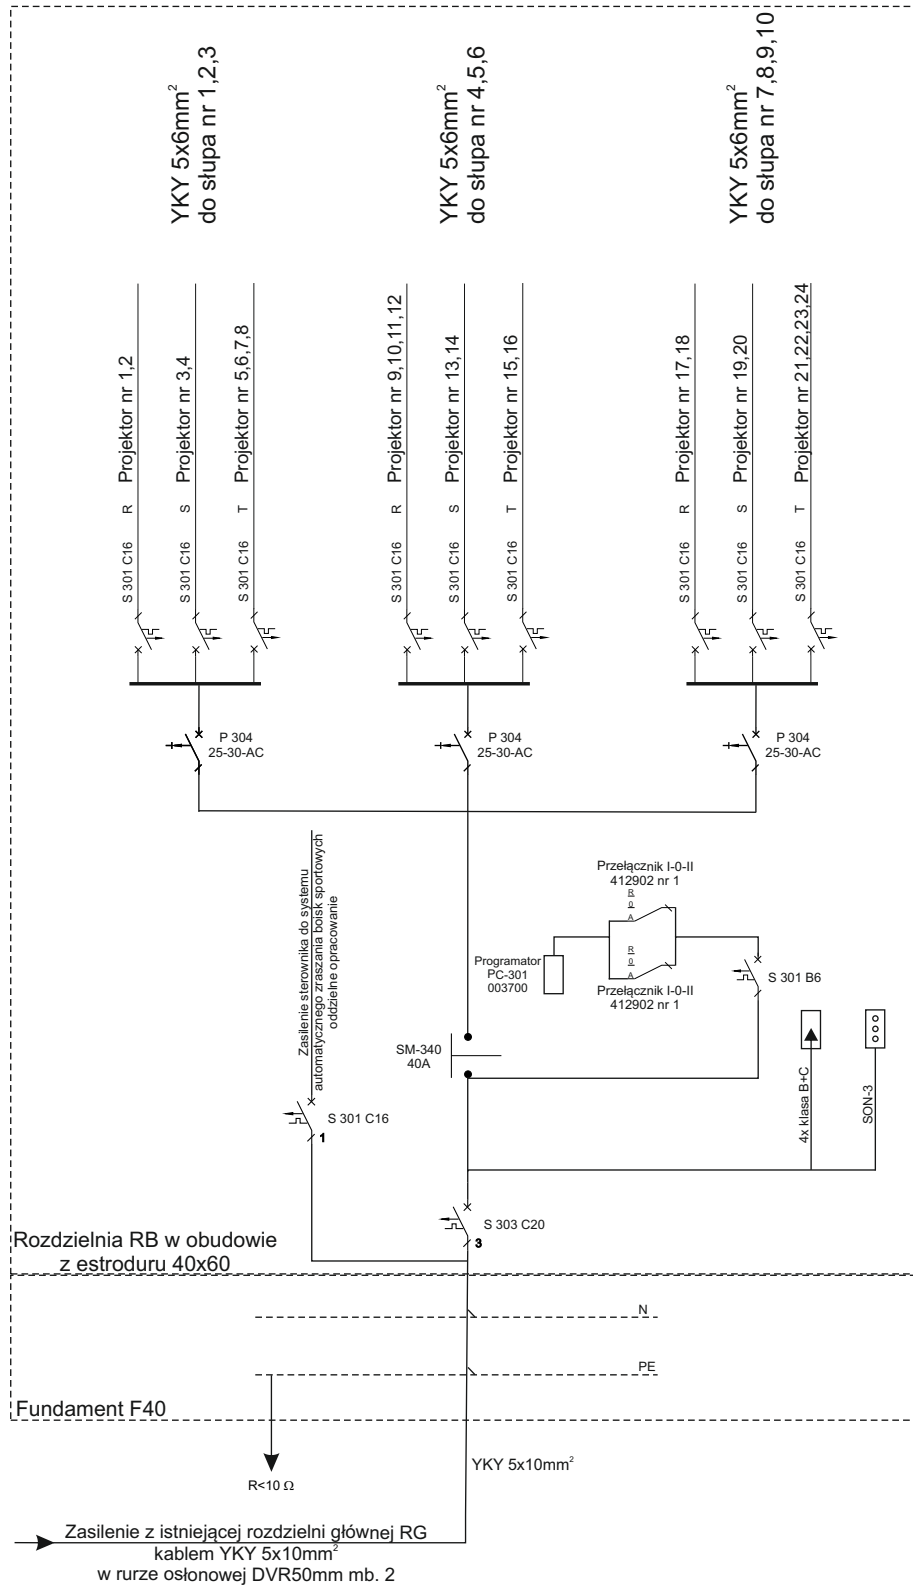 YKY 5x6mm²
do słupa nr 1,2,3
YKY 5x6mm²
do słupa nr 4,5,6
YKY 5x6mm²
do słupa nr 7,8,9,10
S 301 C16 R Projektor nr 1,2
S 301 C16 S Projektor nr 3,4
S 301 C16 T Projektor nr 5,6,7,8
S 301 C16 R Projektor nr 9,10,11,12
S 301 C16 S Projektor nr 13,14
S 301 C16 T Projektor nr 15,16
S 301 C16 R Projektor nr 17,18
S 301 C16 S Projektor nr 19,20
S 301 C16 T Projektor nr 21,22,23,24
P 304
25-30-AC
P 304
25-30-AC
P 304
25-30-AC
Zasilenie sterownika do systemu
automatycznego zraszania boisk sportowych
oddzielne opracowanie
Przełącznik I-0-II
412902 nr 1
R
0
A
Programator
PC-301
003700
R
0
A
Przełącznik I-0-II
412902 nr 1
S 301 B6
SM-340
40A
4x klasa B+C
SON-3
S 301 C16
1
S 303 C20
3
Rozdzielnia RB w obudowie
z estroduru 40x60
N
PE
Fundament F40
R<10 Ω
YKY 5x10mm²
Zasilenie z istniejącej rozdzielni głównej RG
kablem YKY 5x10mm²
w rurze osłonowej DVR50mm mb. 2